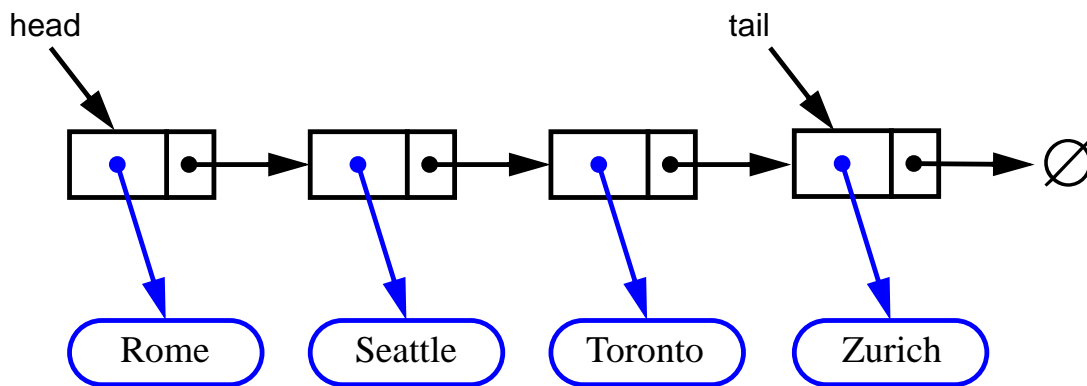 head
tail
∅
Rome
Seattle
Toronto
Zurich